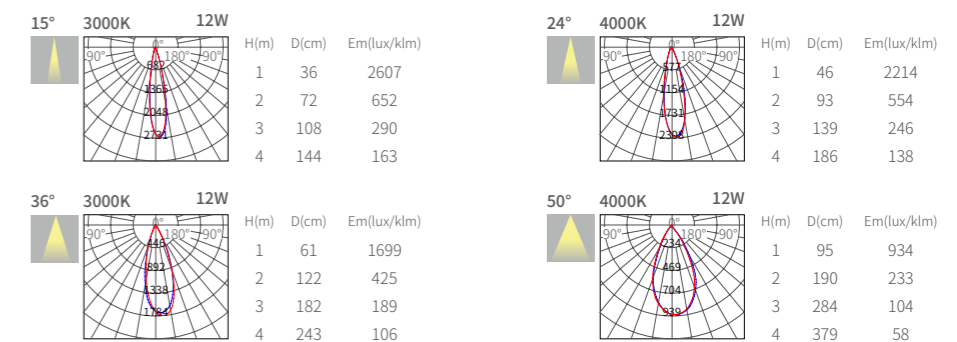 15° 3000K 12W
0°
90° 180° 90°
682
1365
2048
2731
H(m) D(cm) Em(lux/klm)
1 36 2607
2 72 652
3 108 290
4 144 163
24° 4000K 12W
0°
90° 180° 90°
577
1154
1731
H(m) D(cm) Em(lux/klm)
1 46 2214
2 93 554
3 139 246
4 186 138
36° 3000K 12W
0°
90° 180° 90°
446
892
1338
1784
H(m) D(cm) Em(lux/klm)
1 61 1699
2 122 425
3 182 189
4 243 106
50° 4000K 12W
0°
90° 180° 90°
234
469
704
939
H(m) D(cm) Em(lux/klm)
1 95 934
2 190 233
3 284 104
4 379 58